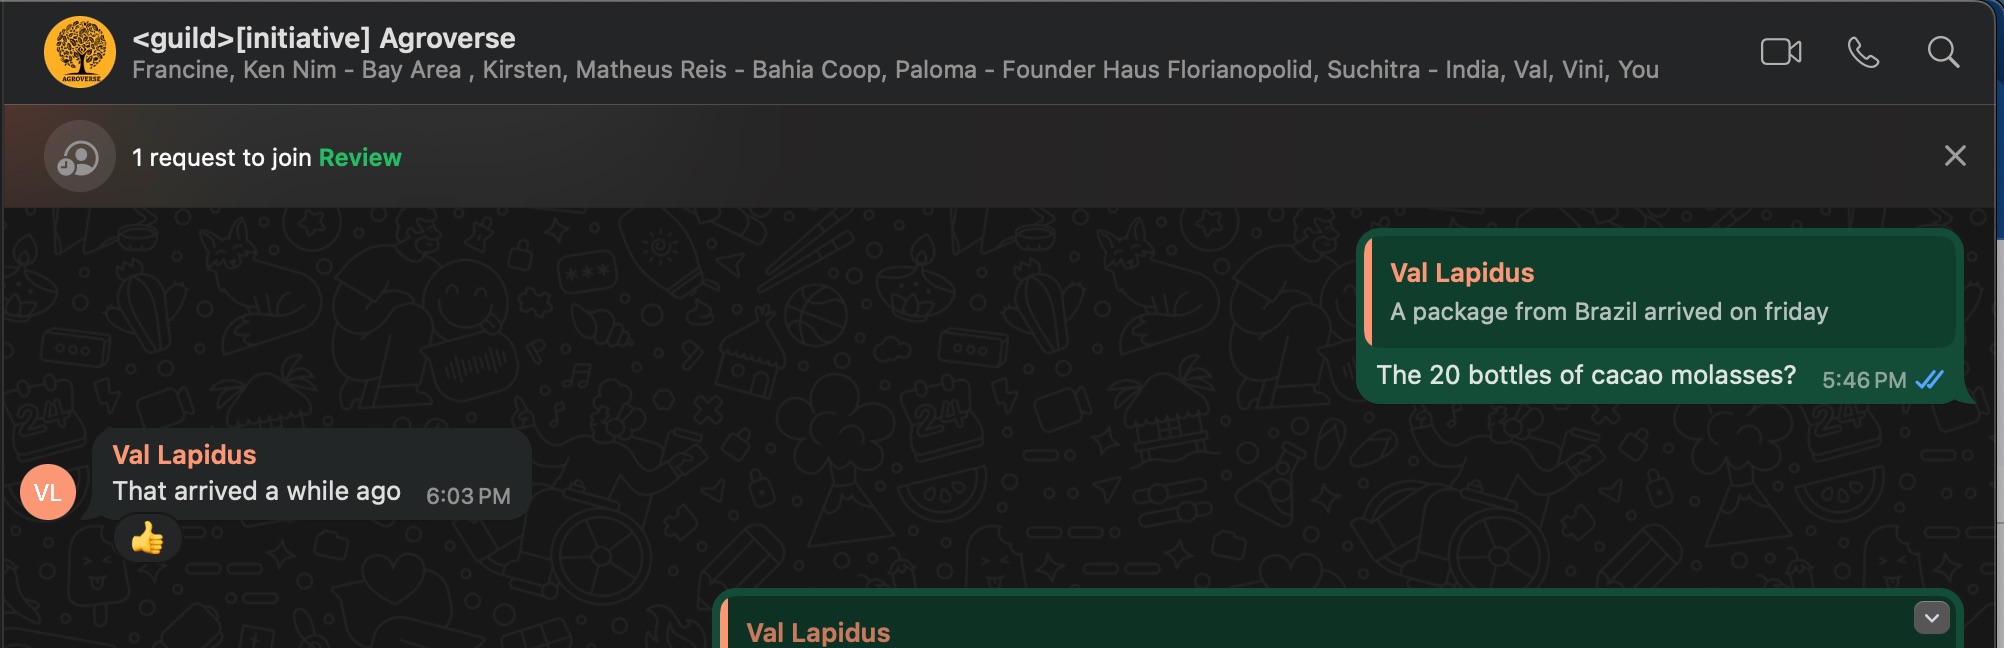 <guild>[initiative] Agroverse
Francine, Ken Nim - Bay Area , Kirsten, Matheus Reis - Bahia Coop, Paloma - Founder Haus Florianopolid, Suchitra - India, Val, Vini, You
AGROVERSE
1 request to join Review
Val Lapidus
A package from Brazil arrived on friday
The 20 bottles of cacao molasses? 5:46 PM
Val Lapidus
VL
That arrived a while ago 6:03 PM
Val Lapidus